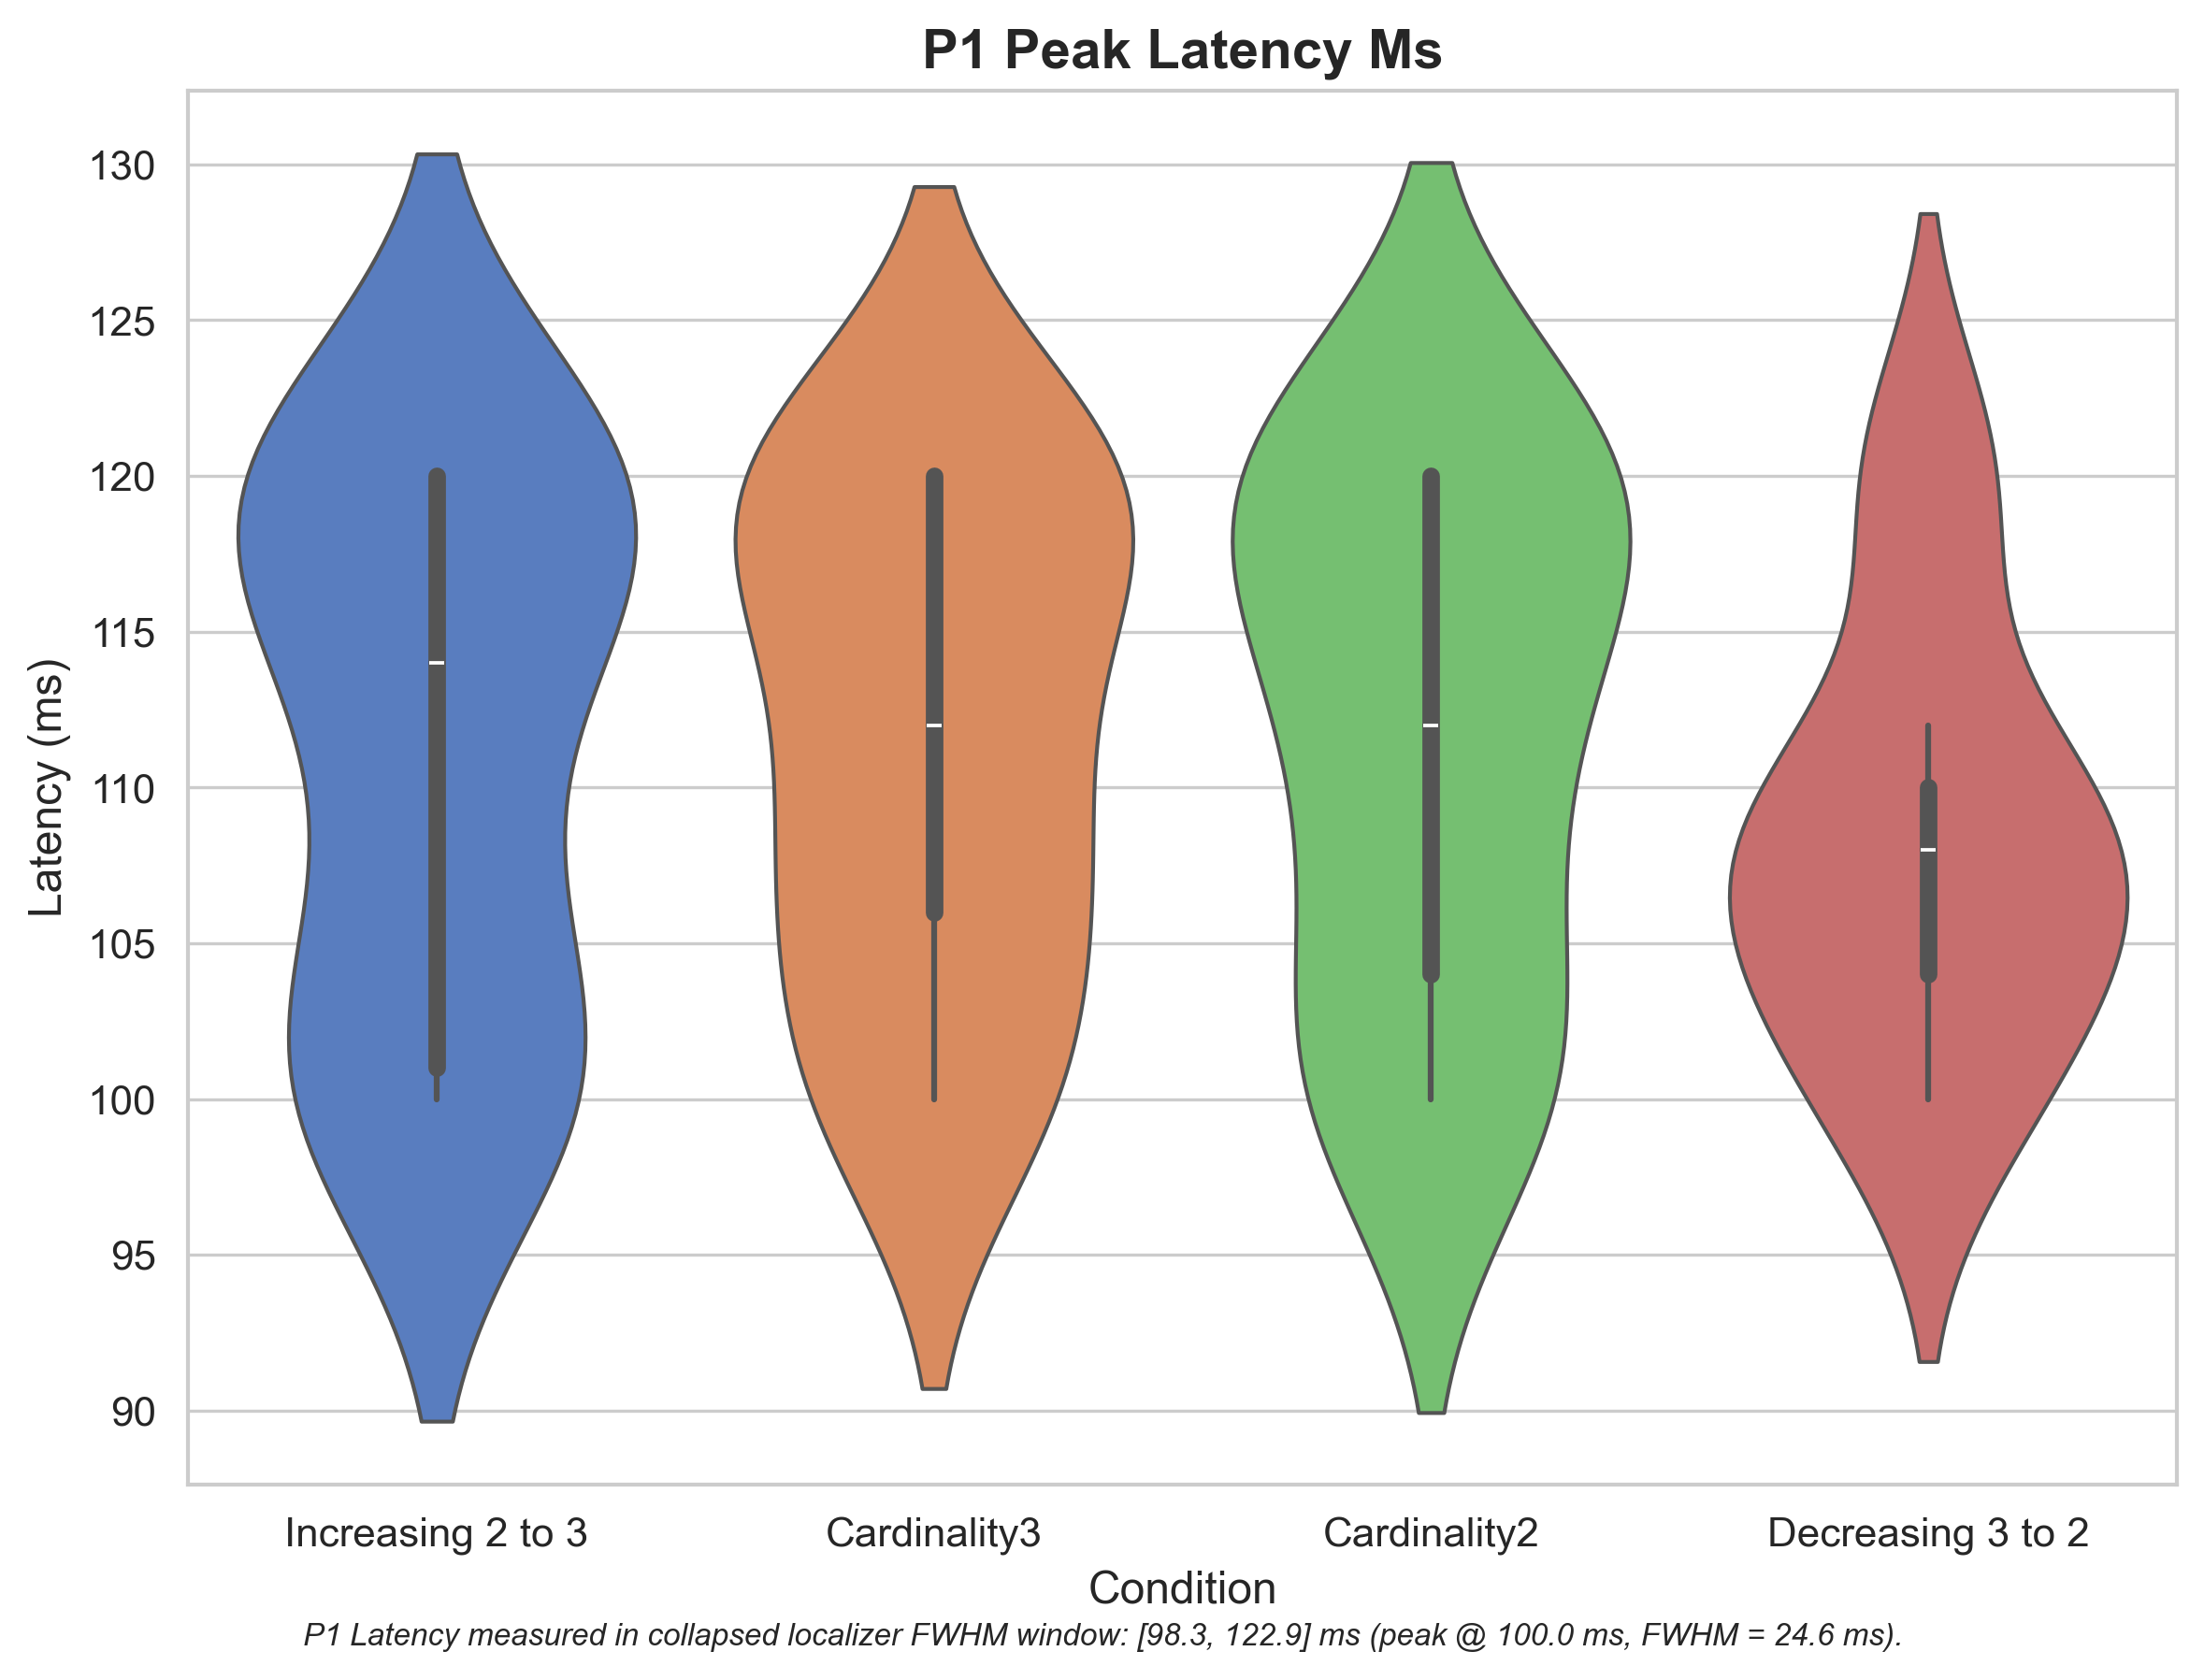 P1 Peak Latency Ms
130
125
120
115
110
105
100
95
90
Latency (ms)
Increasing 2 to 3
Cardinality3
Cardinality2
Decreasing 3 to 2
Condition
P1 Latency measured in collapsed localizer FWHM window: [98.3, 122.9] ms (peak @ 100.0 ms, FWHM = 24.6 ms).